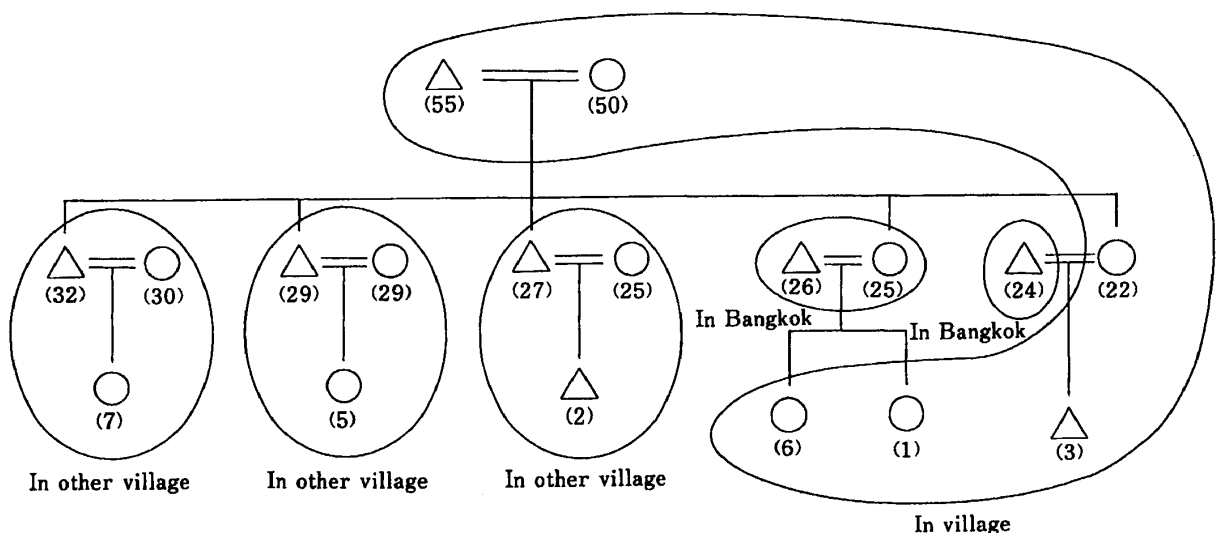 (55) (50)
(32) (30) (29) (29) (27) (25) (26) (25) (24) (22)
In Bangkok In Bangkok
(7) (5) (2) (6) (1) (3)
In other village In other village In other village
In village